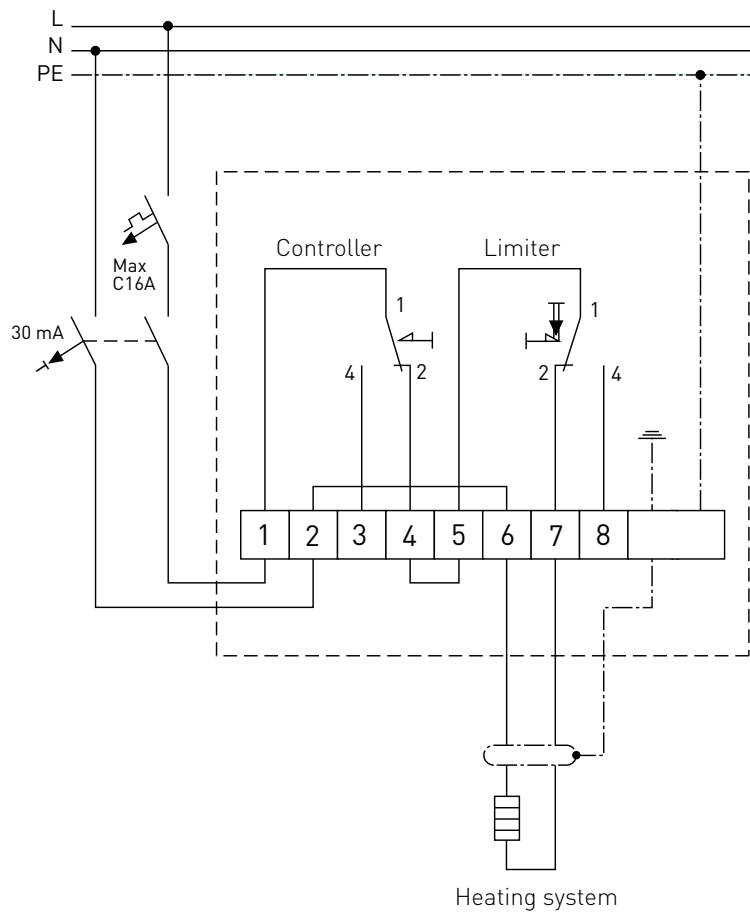 L
N
PE
Controller
Limiter
Max
C16A
30 mA
1
1
4
2
2
4
1 2 3 4 5 6 7 8
Heating system